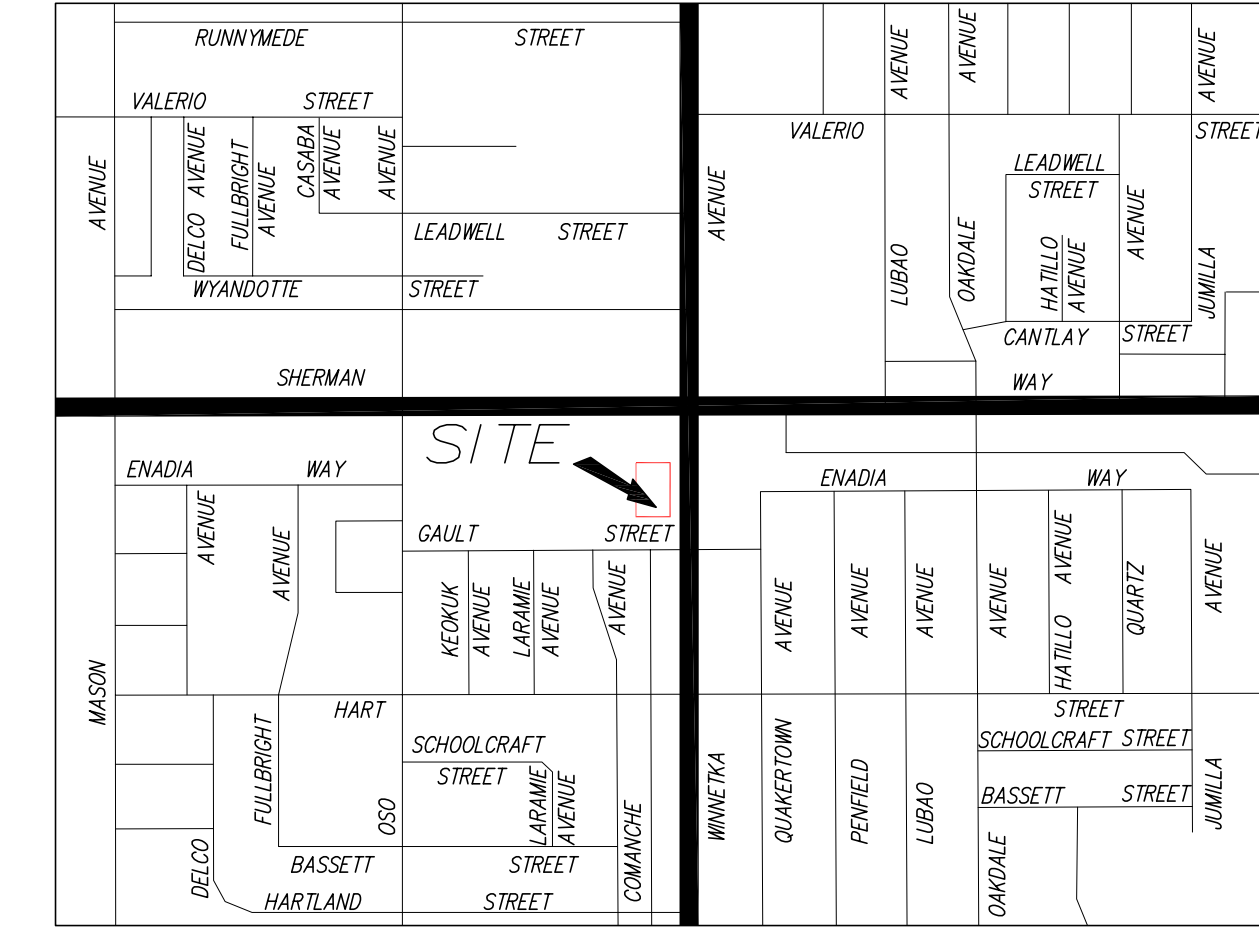 RUNNYMEDE STREET
VALERIO STREET
AVENUE
DELCO AVENUE
FULLBRIGHT
AVENUE
CASABA
AVENUE
AVENUE
LEADWELL STREET
WYANDOTTE STREET
SHERMAN WAY
AVENUE
AVENUE
AVENUE
VALERIO STREET
AVENUE
LUBAO
OAKDALE
LEADWELL
STREET
HATILLO
AVENUE
AVENUE
JUMILLA
CANTLAY STREET
SITE
ENADIA WAY
AVENUE
AVENUE
GAULT STREET
KEOKUK
AVENUE
LARAMIE
AVENUE
AVENUE
MASON
HART STREET
FULLBRIGHT
OSO
SCHOOLCRAFT
STREET
LARAMIE
AVENUE
DELCO
BASSETT STREET
HARTLAND STREET
COMANCHE
ENADIA WAY
AVENUE
AVENUE
AVENUE
AVENUE
HATILLO AVENUE
QUARTZ
AVENUE
SCHOOLCRAFT STREET
BASSETT STREET
WINNETKA
QUAKERTOWN
PENFIELD
LUBAO
OAKDALE
JUMILLA